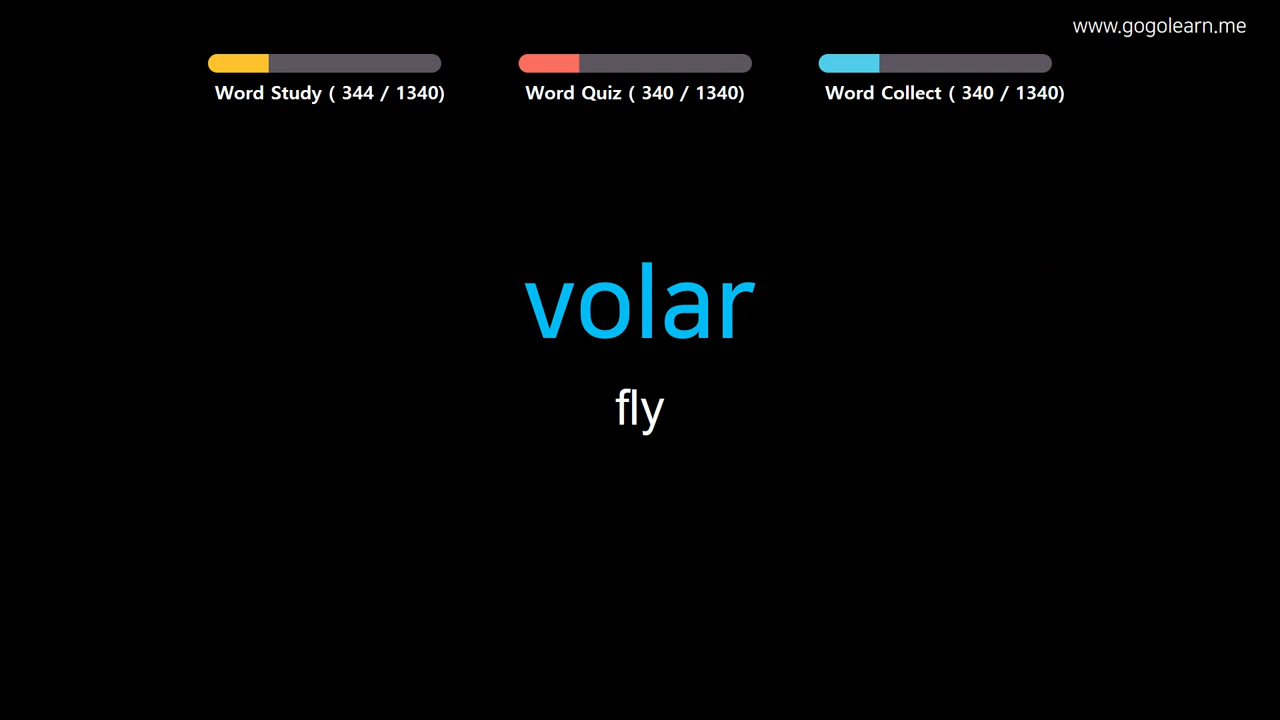 www.gogolearn.me
Word Study ( 344 / 1340)
Word Quiz ( 340 / 1340)
Word Collect ( 340 / 1340)
volar
fly